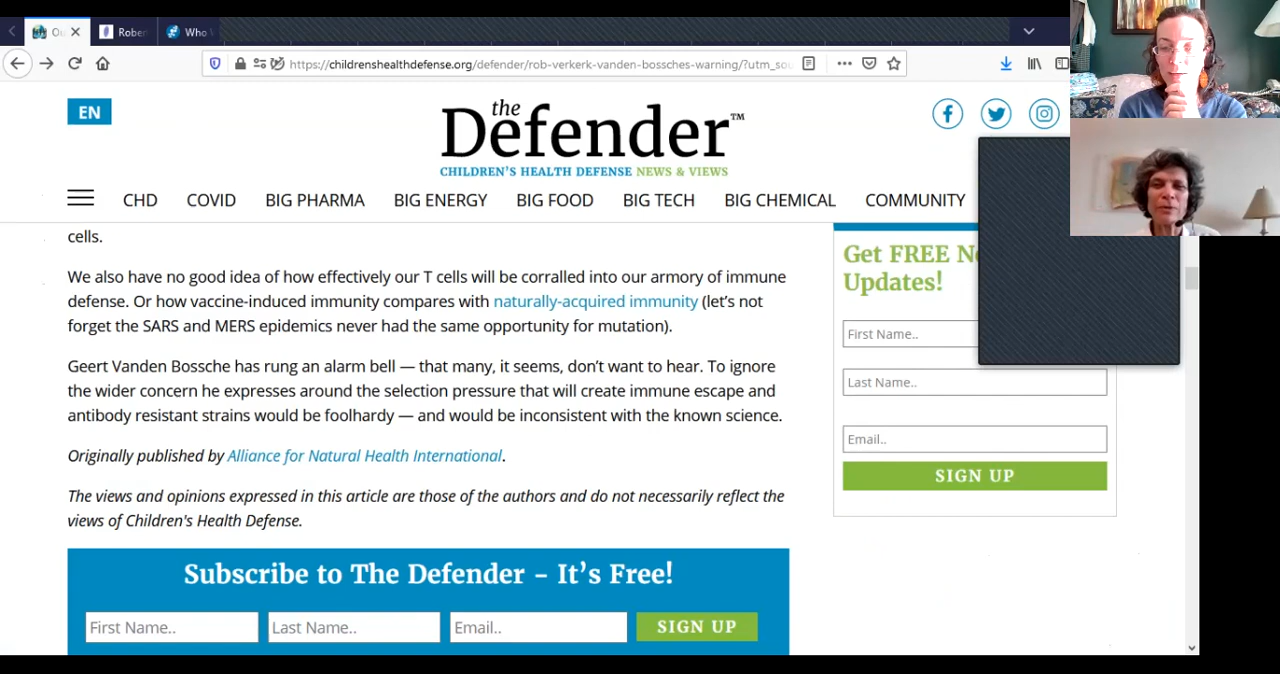 Ou
Rober
Who
https://childrenshealthdefense.org/defender/rob-verkerk-vanden-bossches-warning/?utm_sou
EN
the
Defender™
CHILDREN'S HEALTH DEFENSE NEWS & VIEWS
CHD COVID BIG PHARMA BIG ENERGY BIG FOOD BIG TECH BIG CHEMICAL COMMUNITY
cells.
We also have no good idea of how effectively our T cells will be corralled into our armory of immune
defense. Or how vaccine-induced immunity compares with naturally-acquired immunity (let's not
forget the SARS and MERS epidemics never had the same opportunity for mutation).
Geert Vanden Bossche has rung an alarm bell — that many, it seems, don't want to hear. To ignore
the wider concern he expresses around the selection pressure that will create immune escape and
antibody resistant strains would be foolhardy — and would be inconsistent with the known science.
Originally published by Alliance for Natural Health International.
The views and opinions expressed in this article are those of the authors and do not necessarily reflect the
views of Children's Health Defense.
Subscribe to The Defender – It's Free!
First Name.. Last Name.. Email.. SIGN UP
Get FREE Ne
Updates!
First Name..
Last Name..
Email..
SIGN UP